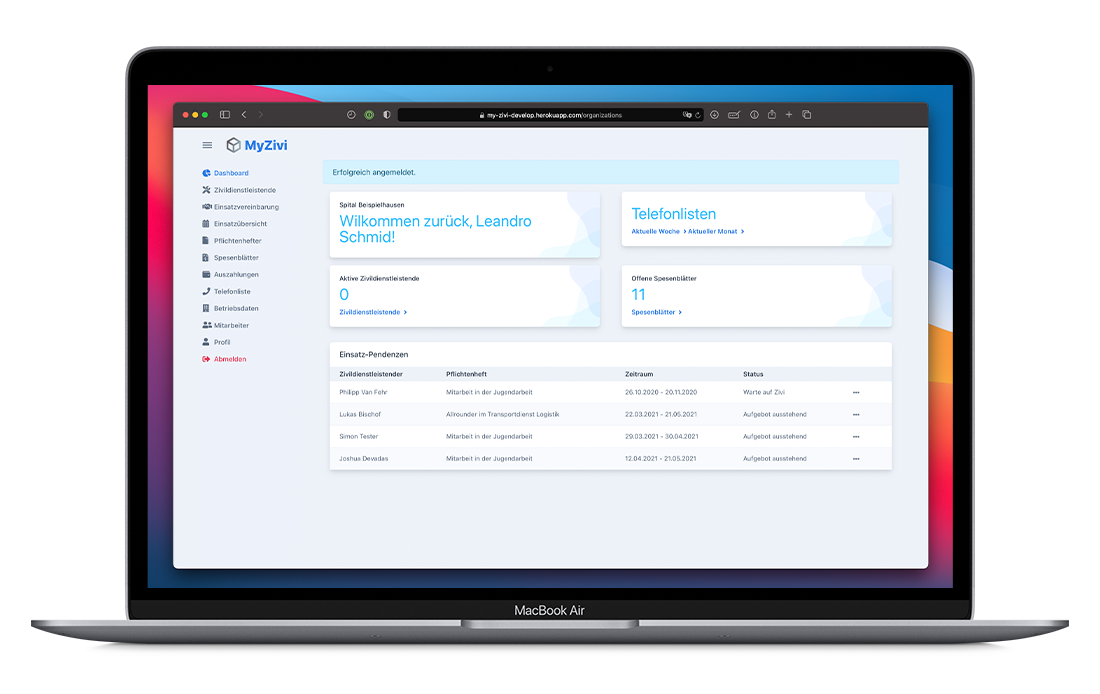 my-zivi-develop.herokuapp.com/organizations
MyZivi
Dashboard
Zivildienstleistende
Einsatzvereinbarung
Einsatzübersicht
Pflichtenhefter
Spesenblätter
Auszahlungen
Telefonliste
Betriebsdaten
Mitarbeiter
Profil
Abmelden
Erfolgreich angemeldet.
Spital Beispielhausen
Wilkommen zurück, Leandro
Schmid!
Telefonlisten
Aktuelle Woche > Aktueller Monat >
Aktive Zivildienstleistende
0
Zivildienstleistende >
Offene Spesenblätter
11
Spesenblätter >
Einsatz-Pendenzen
Zivildienstleistender Pflichtenheft Zeitraum Status
Philipp Van Fehr Mitarbeit in der Jugendarbeit 26.10.2020 - 20.11.2020 Warte auf Zivi ...
Lukas Bischof Allrounder im Transportdienst Logistik 22.03.2021 - 21.05.2021 Aufgebot ausstehend ...
Simon Tester Mitarbeit in der Jugendarbeit 29.03.2021 - 30.04.2021 Aufgebot ausstehend ...
Joshua Devadas Mitarbeit in der Jugendarbeit 12.04.2021 - 21.05.2021 Aufgebot ausstehend ...
MacBook Air